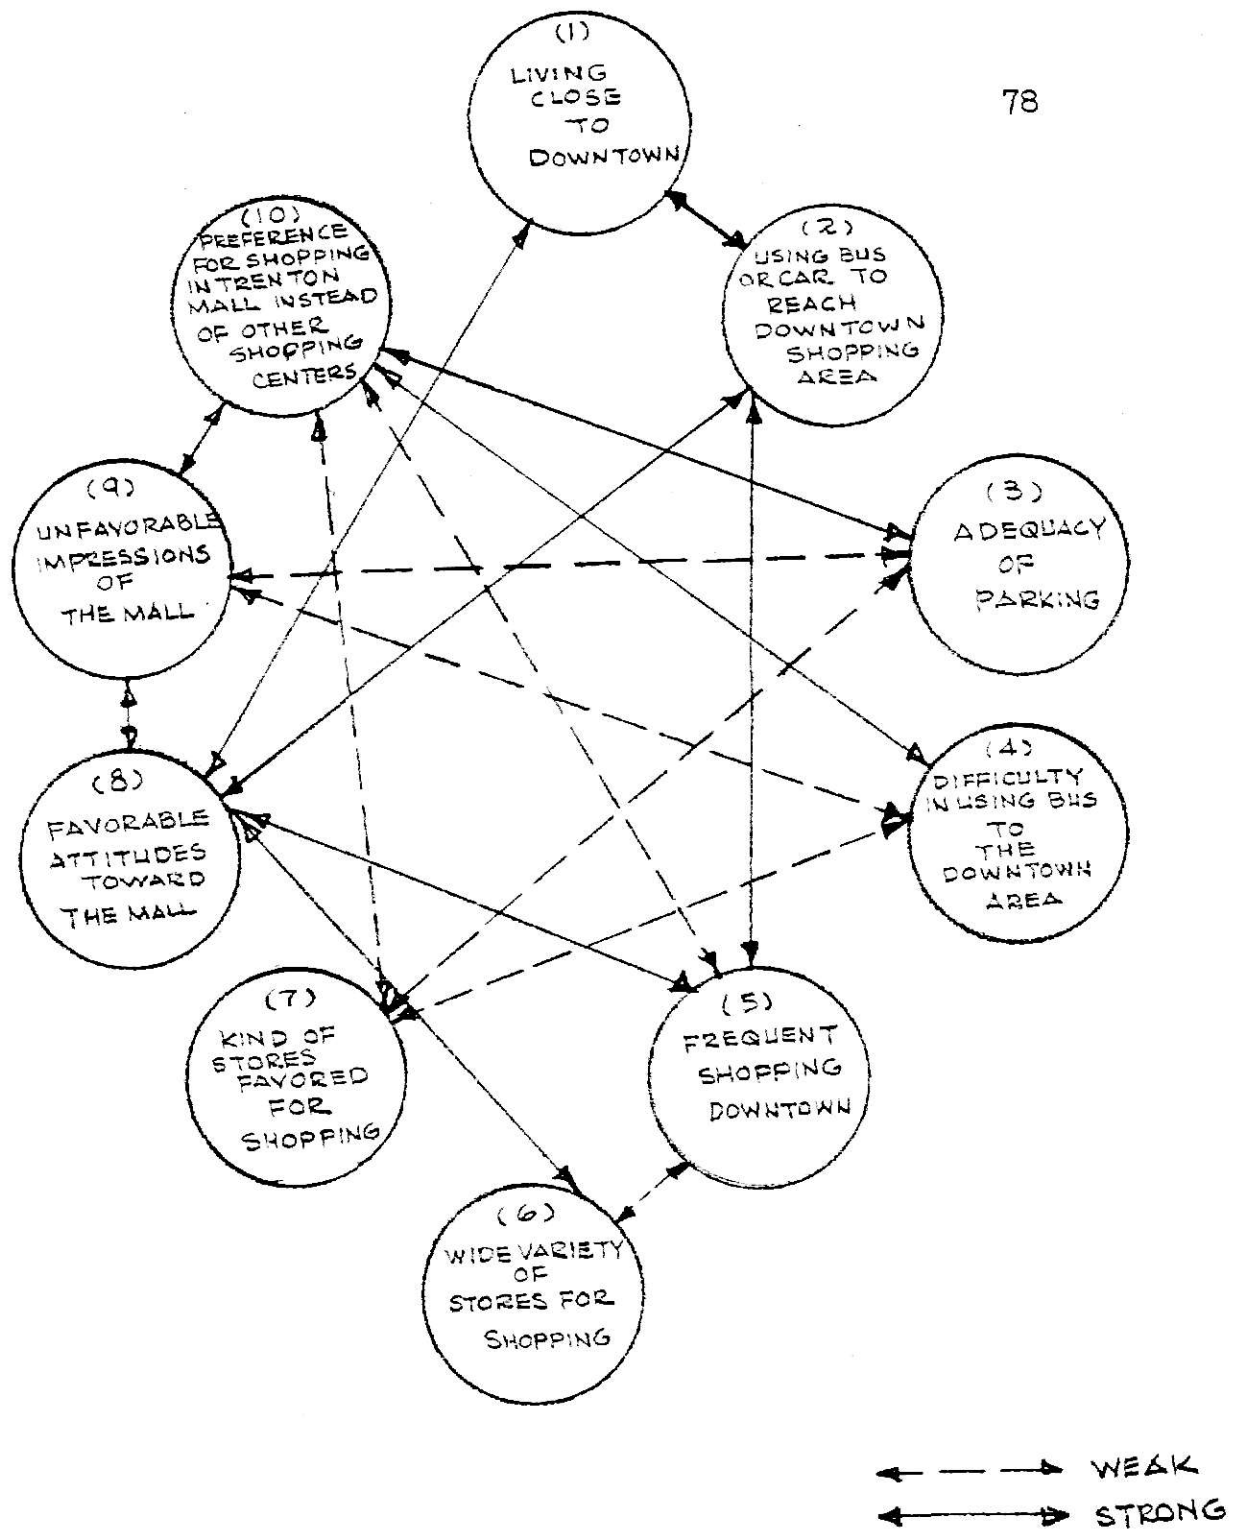 78
(1)
LIVING
CLOSE
TO
DOWNTOWN
(2)
USING BUS
OR CAR TO
REACH
DOWNTOWN
SHOPPING
AREA
(3)
ADEQUACY
OF
PARKING
(4)
DIFFICULTY
IN USING BUS
TO
THE
DOWNTOWN
AREA
(5)
FREQUENT
SHOPPING
DOWNTOWN
(6)
WIDE VARIETY
OF
STORES FOR
SHOPPING
(7)
KIND OF
STORES
FAVORED
FOR
SHOPPING
(8)
FAVORABLE
ATTITUDES
TOWARD
THE MALL
(9)
UNFAVORABLE
IMPRESSIONS
OF
THE MALL
(10)
PREFERENCE
FOR SHOPPING
IN TRENTON
MALL INSTEAD
OF OTHER
SHOPPING
CENTERS
WEAK
STRONG